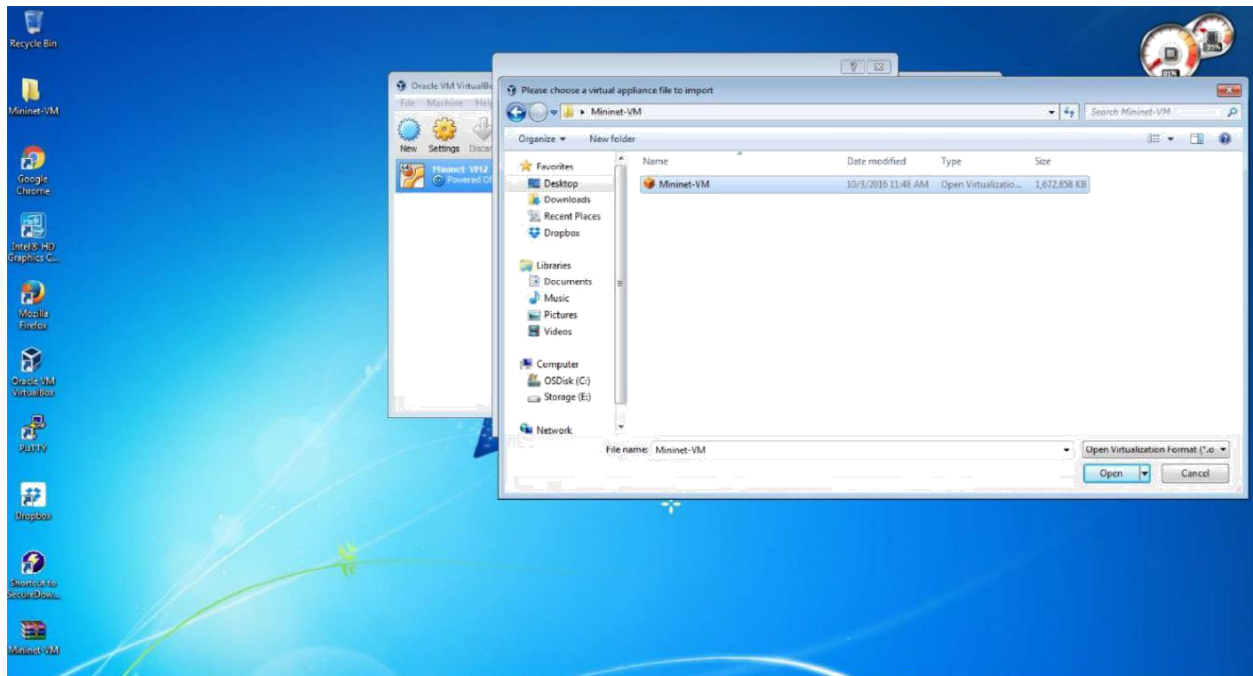 Recycle Bin
Mininet-VM
Google
Chrome
Intel® HD
Graphics C...
Mozilla
Firefox
Oracle VM
VirtualBox
PuTTY
Dropbox
Shortcut to
SecureDow...
Mininet-VM
Oracle VM VirtualB
File Machine Help
New Settings Discar
Mininet-VM2
Powered Of
Please choose a virtual appliance file to import
Mininet-VM
Search Mininet-VM
Organize
New folder
Favorites
Desktop
Downloads
Recent Places
Dropbox
Libraries
Documents
Music
Pictures
Videos
Computer
OSDisk (C:)
Storage (E:)
Network
Name Date modified Type Size
Mininet-VM 10/3/2016 11:48 AM Open Virtualizatio... 1,672,858 KB
File name: Mininet-VM
Open Virtualization Format (*.o
Open
Cancel